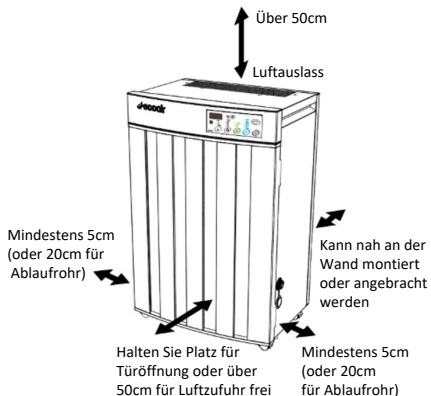 Über 50cm
Luftauslass
ecoair
Mindestens 5cm
(oder 20cm für
Ablaufrohr)
Kann nah an der
Wand montiert
oder angebracht
werden
Halten Sie Platz für
Türöffnung oder über
50cm für Luftzufuhr frei
Mindestens 5cm
(oder 20cm
für Ablaufrohr)